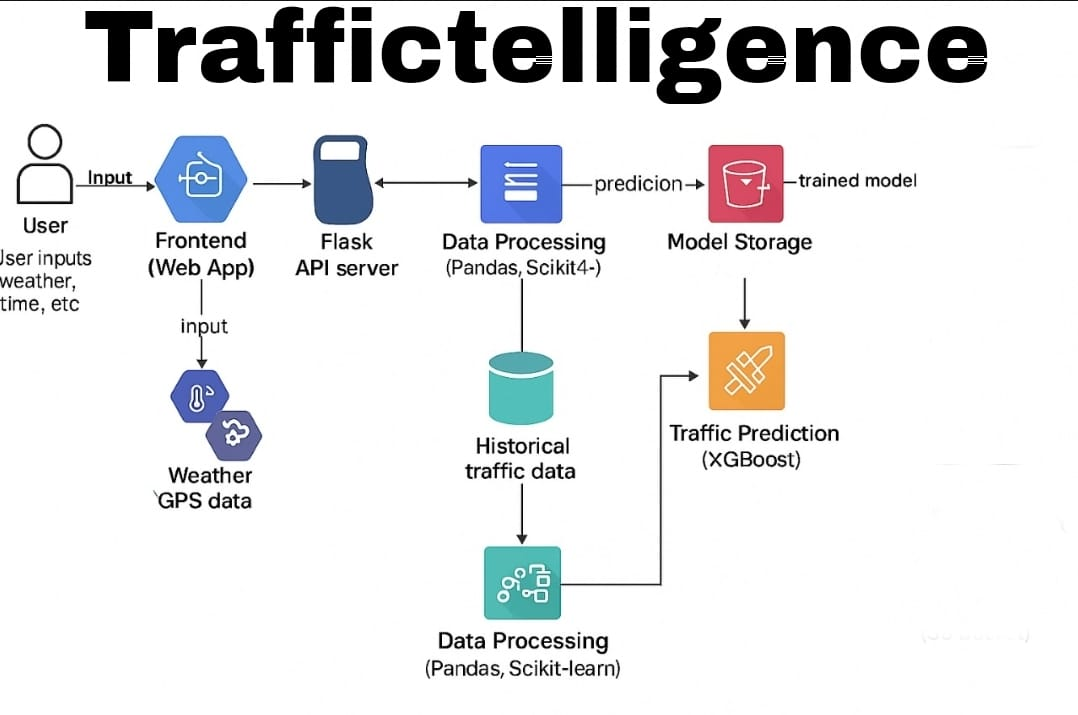 Traffictelligence
Input
User
User inputs
weather,
time, etc
Frontend
(Web App)
Flask
API server
Data Processing
(Pandas, Scikit4-)
predicion
Model Storage
trained model
input
Weather
`GPS data
Historical
traffic data
Traffic Prediction
(XGBoost)
Data Processing
(Pandas, Scikit-learn)